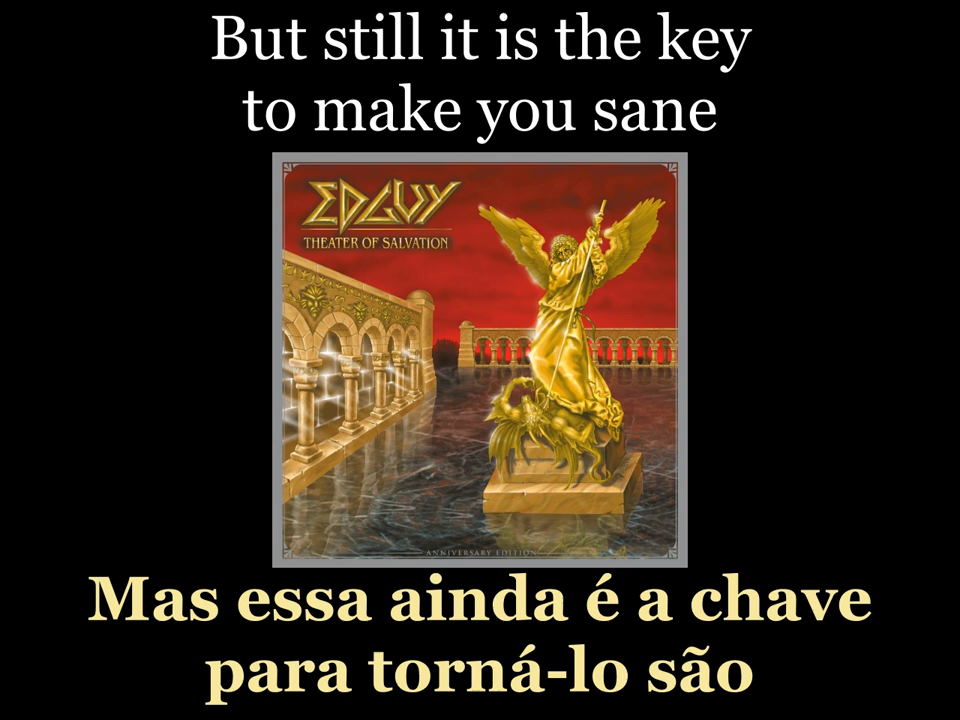 But still it is the key
to make you sane
EDGUY
THEATER OF SALVATION
ANNIVERSARY EDITION
Mas essa ainda é a chave
para torná-lo são